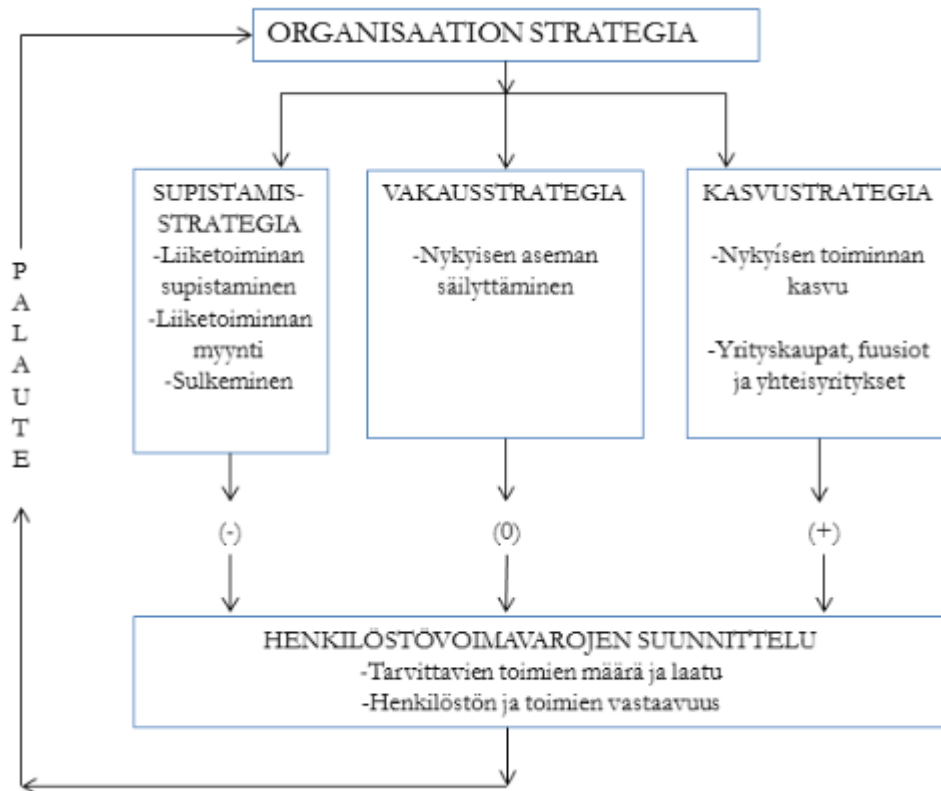 ORGANISAATION STRATEGIA
SUPISTAMIS-
STRATEGIA
-Liiketoiminan
supistaminen
-Liiketoiminnan
myynti
-Sulkeminen
VAKAUSSTRATEGIA
-Nykyisen aseman
säilyttäminen
KASVUSTRATEGIA
-Nykyísen toiminnan
kasvu
-Yrityskaupat, fuusiot
ja yhteisyritykset
P
A
L
A
U
T
E
(-)
(0)
(+)
HENKILÖSTÖVOIMAVAROJEN SUUNNITTELU
-Tarvittavien toimien määrä ja laatu
-Henkilöstön ja toimien vastaavuus